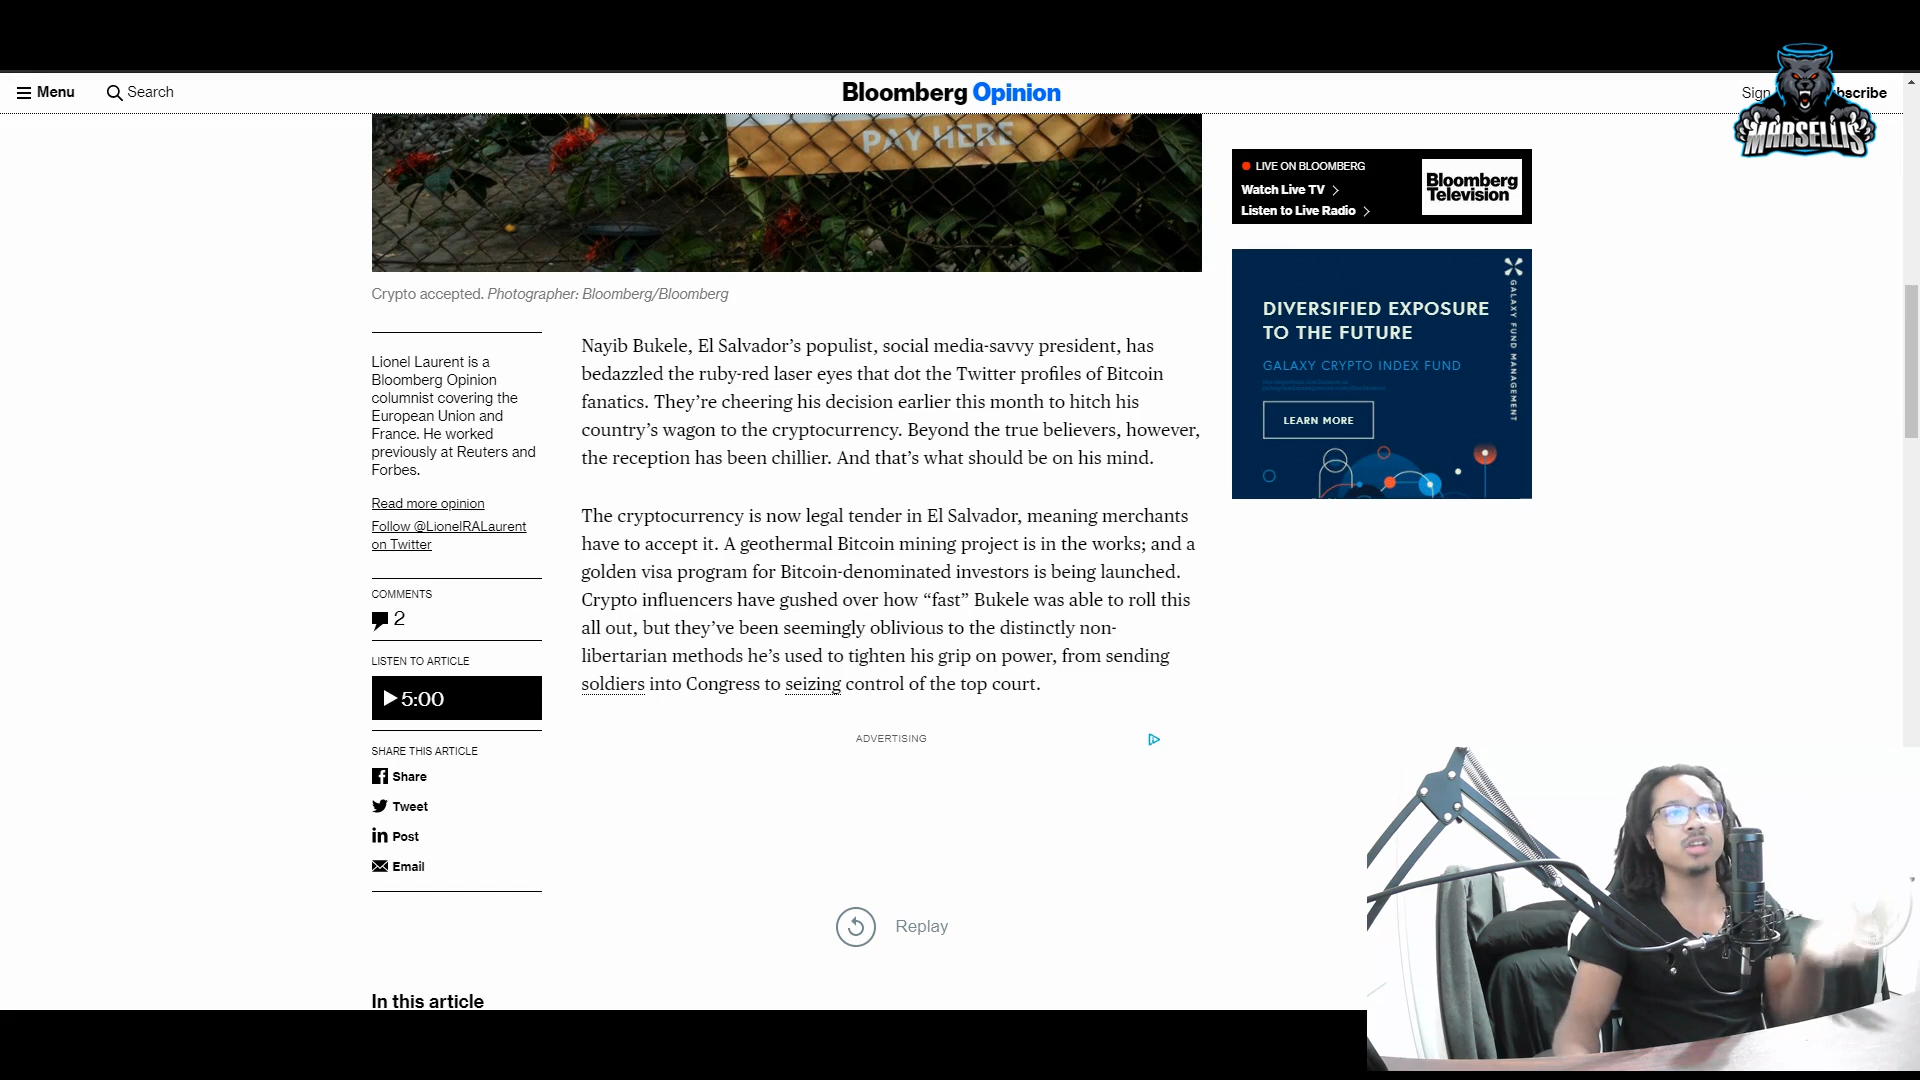 Menu
Search
Bloomberg Opinion
Sign
bscribe
MARSELLIS
PAY HERE
Crypto accepted. Photographer: Bloomberg/Bloomberg
Lionel Laurent is a
Bloomberg Opinion
columnist covering the
European Union and
France. He worked
previously at Reuters and
Forbes.
Read more opinion
Follow @LionelRALaurent
on Twitter
COMMENTS
2
LISTEN TO ARTICLE
5:00
SHARE THIS ARTICLE
Share
Tweet
Post
Email
Nayib Bukele, El Salvador’s populist, social media-savvy president, has
bedazzled the ruby-red laser eyes that dot the Twitter profiles of Bitcoin
fanatics. They’re cheering his decision earlier this month to hitch his
country’s wagon to the cryptocurrency. Beyond the true believers, however,
the reception has been chillier. And that’s what should be on his mind.
The cryptocurrency is now legal tender in El Salvador, meaning merchants
have to accept it. A geothermal Bitcoin mining project is in the works; and a
golden visa program for Bitcoin-denominated investors is being launched.
Crypto influencers have gushed over how “fast” Bukele was able to roll this
all out, but they’ve been seemingly oblivious to the distinctly non-
libertarian methods he’s used to tighten his grip on power, from sending
soldiers into Congress to seizing control of the top court.
ADVERTISING
Replay
In this article
LIVE ON BLOOMBERG
Watch Live TV
Listen to Live Radio
Bloomberg
Television
DIVERSIFIED EXPOSURE
TO THE FUTURE
GALAXY CRYPTO INDEX FUND
LEARN MORE
GALAXY FUND MANAGEMENT